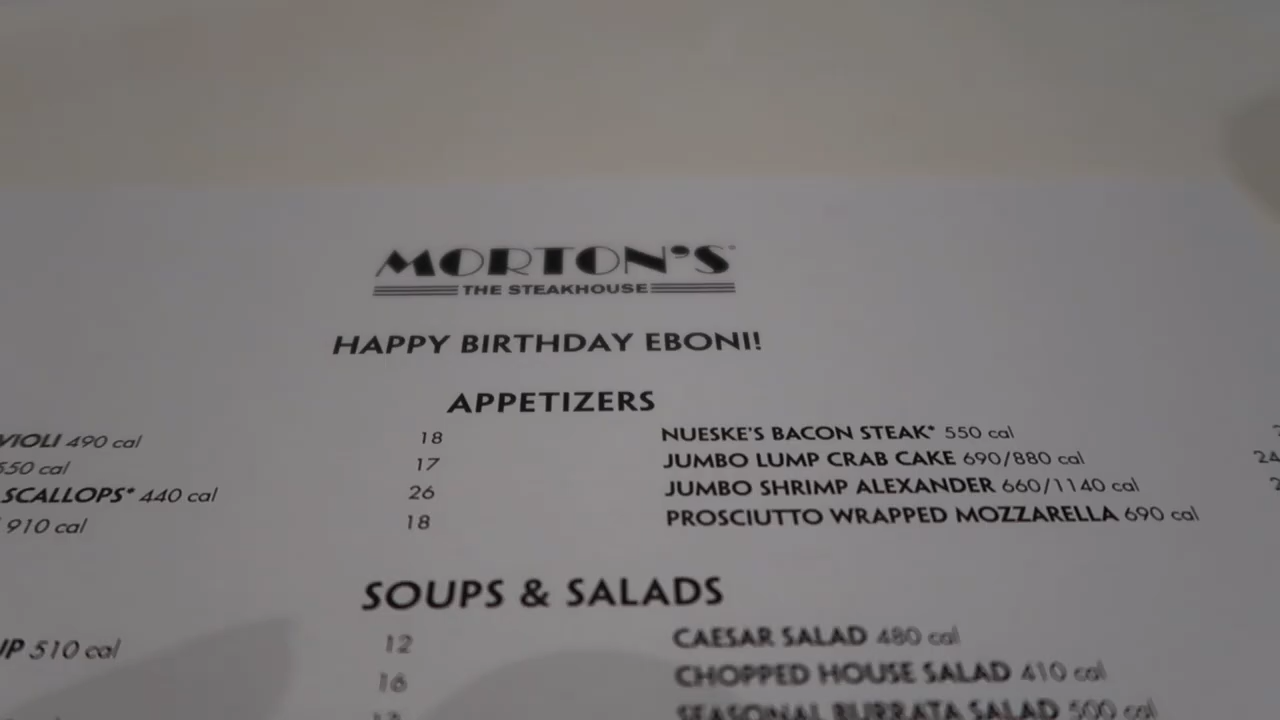 MORTON'S
THE STEAKHOUSE
HAPPY BIRTHDAY EBONI!
APPETIZERS
490 cal 18 NUESKE'S BACON STEAK* 550 cal
550 cal 17 JUMBO LUMP CRAB CAKE 690/880 cal 24
SCALLOPS* 440 cal 26 JUMBO SHRIMP ALEXANDER 660/1140 cal
910 cal 18 PROSCIUTTO WRAPPED MOZZARELLA 690 cal
SOUPS & SALADS
510 cal 12 CAESAR SALAD 480 cal
16 CHOPPED HOUSE SALAD 410 cal
SEASONAL BURRATA SALAD 500 cal